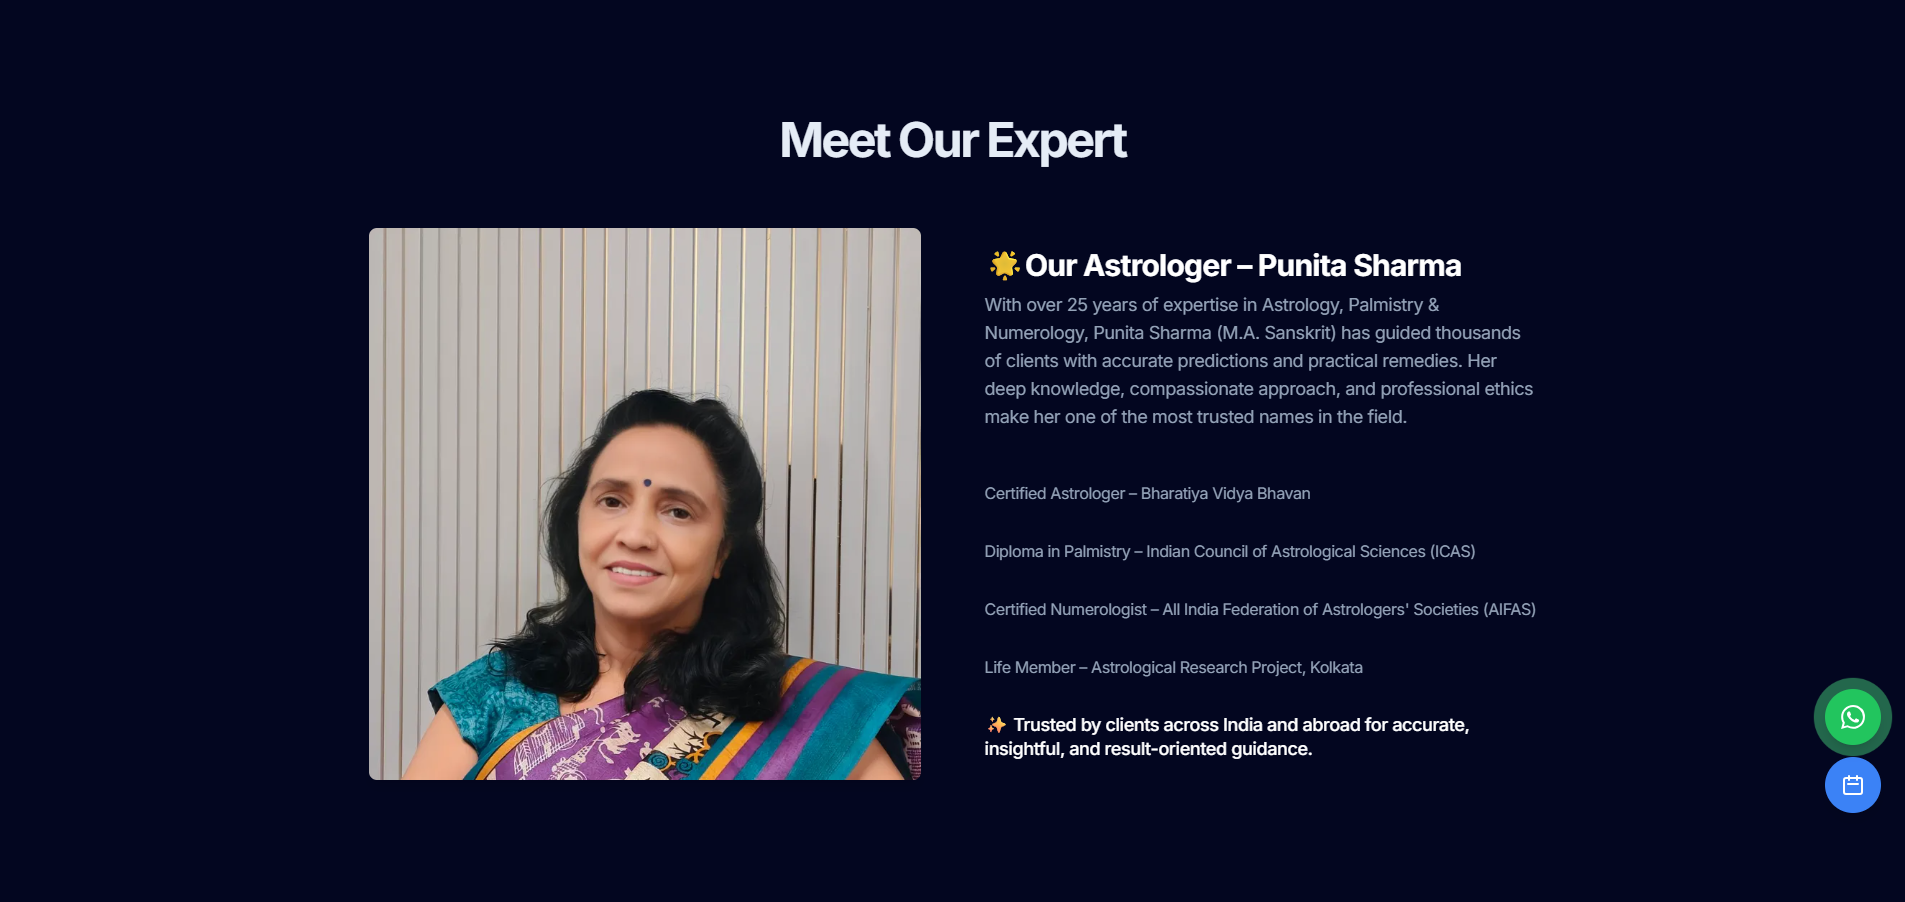 Meet Our Expert
🌟 Our Astrologer – Punita Sharma
With over 25 years of expertise in Astrology, Palmistry &
Numerology, Punita Sharma (M.A. Sanskrit) has guided thousands
of clients with accurate predictions and practical remedies. Her
deep knowledge, compassionate approach, and professional ethics
make her one of the most trusted names in the field.
Certified Astrologer – Bharatiya Vidya Bhavan
Diploma in Palmistry – Indian Council of Astrological Sciences (ICAS)
Certified Numerologist – All India Federation of Astrologers' Societies (AIFAS)
Life Member – Astrological Research Project, Kolkata
✨ Trusted by clients across India and abroad for accurate,
insightful, and result-oriented guidance.